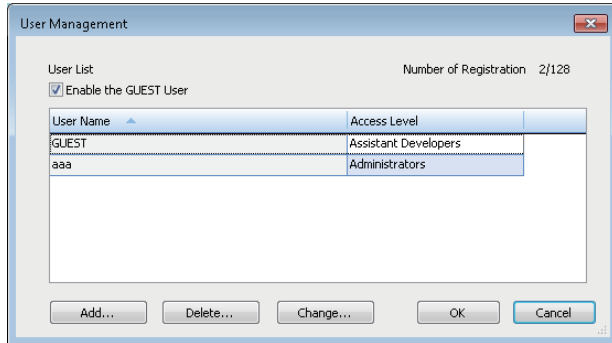 User Management
User List
Number of Registration 2/128
Enable the GUEST User
User Name Access Level
GUEST Assistant Developers
aaa Administrators
Add... Delete... Change... OK Cancel